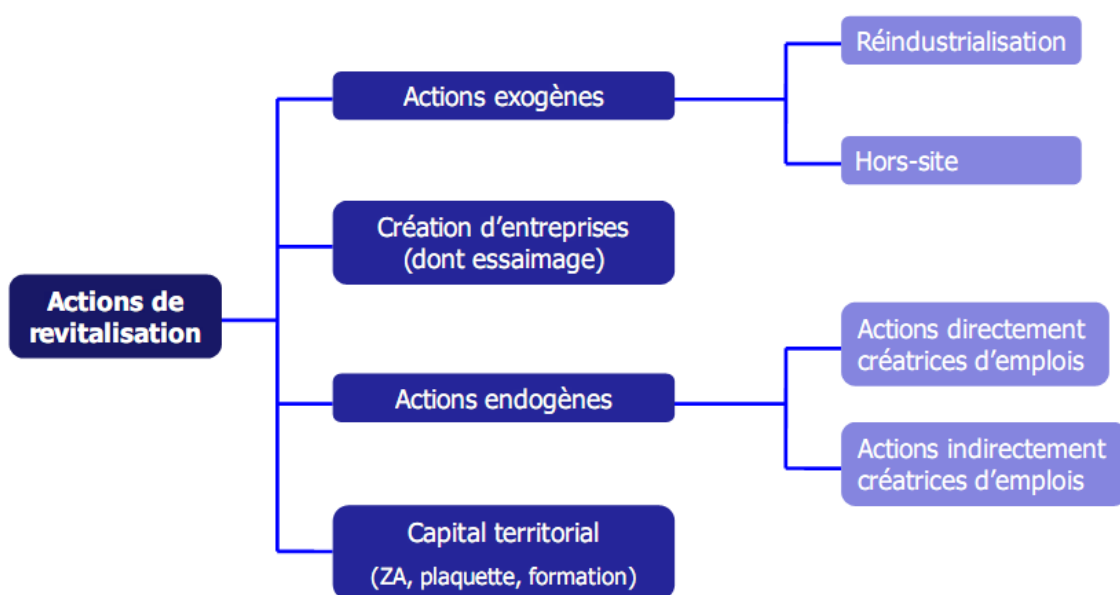 Actions de
revitalisation
Actions exogènes
Réindustrialisation
Hors-site
Création d’entreprises
(dont essaimage)
Actions endogènes
Actions directement
créatrices d’emplois
Actions indirectement
créatrices d’emplois
Capital territorial
(ZA, plaquette, formation)